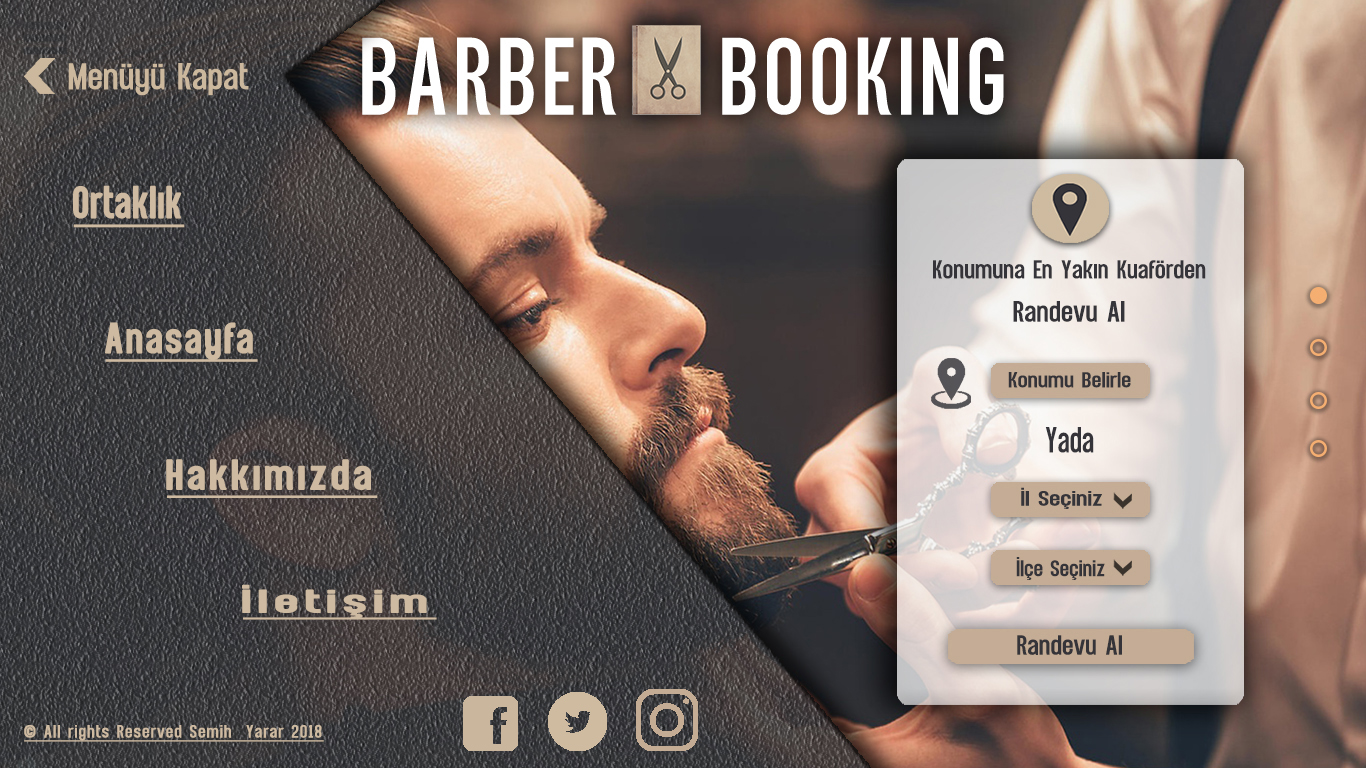 BARBER BOOKING
Menüyü Kapat
Ortaklık
Anasayfa
Hakkımızda
İletişim
© All rights Reserved Semih Yarar 2018
Konumuna En Yakın Kuaförden
Randevu Al
Konumu Belirle
Yada
İl Seçiniz
İlçe Seçiniz
Randevu Al